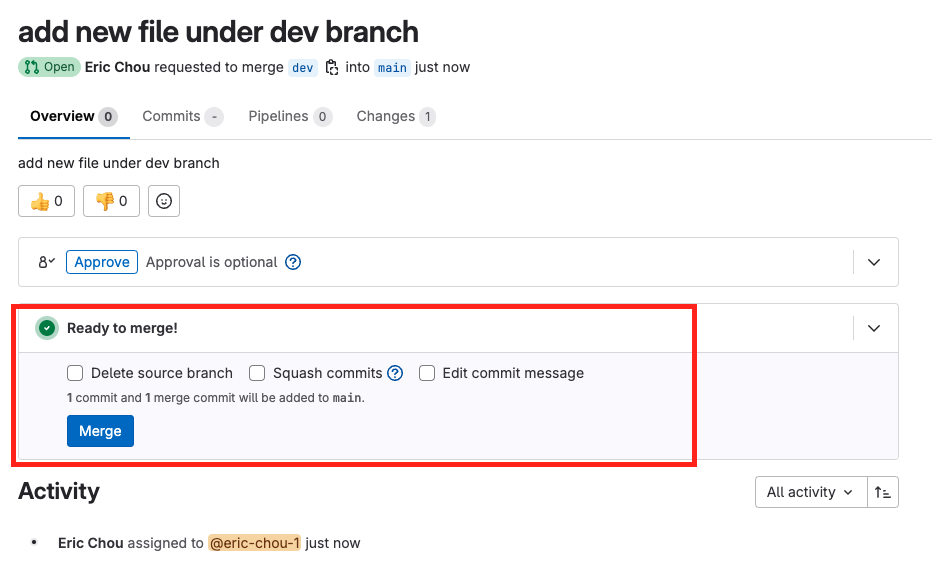 add new file under dev branch
Open Eric Chou requested to merge dev into main just now
Overview 0 Commits - Pipelines 0 Changes 1
add new file under dev branch
0 0
Approve Approval is optional ?
Ready to merge!
Delete source branch Squash commits ? Edit commit message
1 commit and 1 merge commit will be added to main.
Merge
Activity
All activity
• Eric Chou assigned to @eric-chou-1 just now